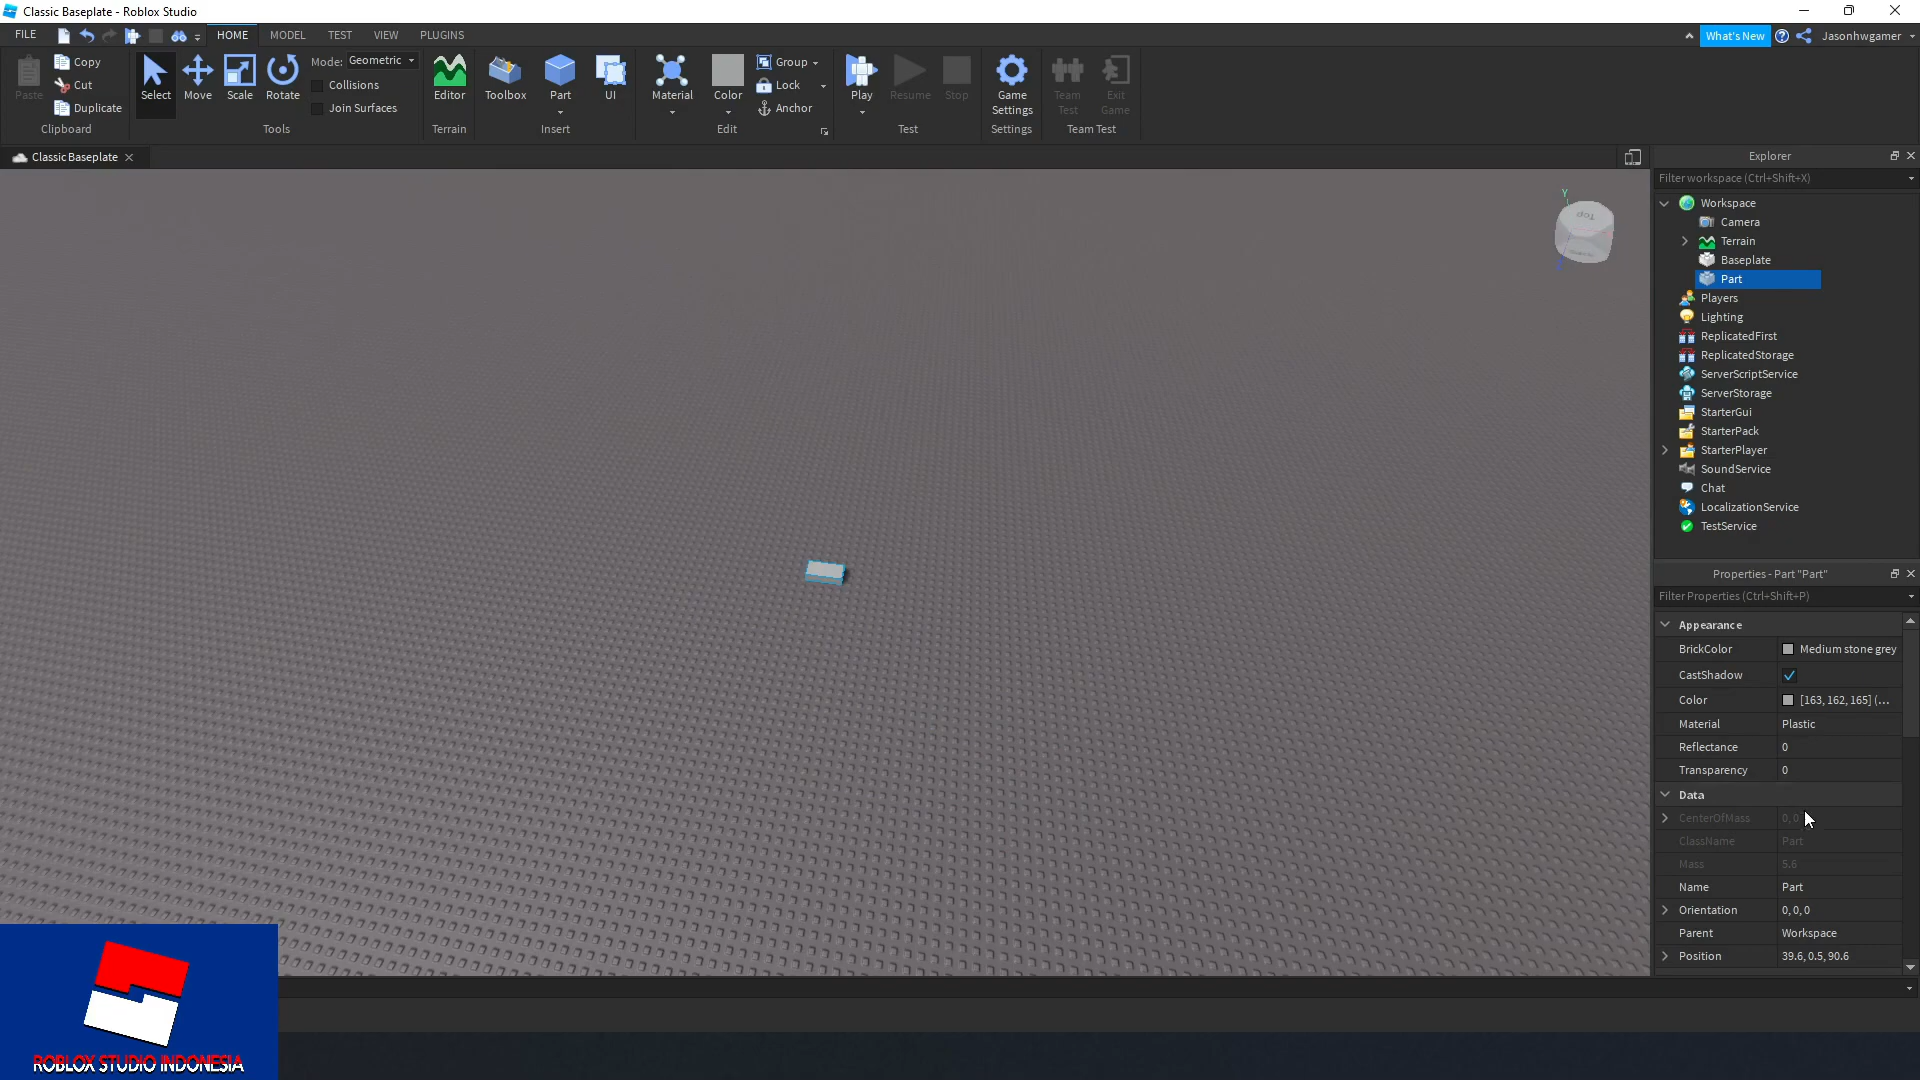 Classic Baseplate - Roblox Studio
FILE HOME MODEL TEST VIEW PLUGINS What's New Jasonhwgamer
Paste Copy Cut Duplicate
Select Move Scale Rotate Mode: Geometric Collisions Join Surfaces
Editor Toolbox Part UI
Material Color Group Lock Anchor
Play Resume Stop Game Settings Team Test Exit Game
Clipboard Tools Terrain Insert Edit Test Settings Team Test
Classic Baseplate
Top
Y
Explorer
Filter workspace (Ctrl+Shift+X)
Workspace
Camera
Terrain
Baseplate
Part
Players
Lighting
ReplicatedFirst
ReplicatedStorage
ServerScriptService
ServerStorage
StarterGui
StarterPack
StarterPlayer
SoundService
Chat
LocalizationService
TestService
Properties - Part "Part"
Filter Properties (Ctrl+Shift+P)
Appearance
BrickColor Medium stone grey
CastShadow
Color [163, 162, 165] (...
Material Plastic
Reflectance 0
Transparency 0
Data
CenterOfMass 0, 0
ClassName Part
Mass 5.6
Name Part
Orientation 0, 0, 0
Parent Workspace
Position 39.6, 0.5, 90.6
ROBLOX STUDIO INDONESIA